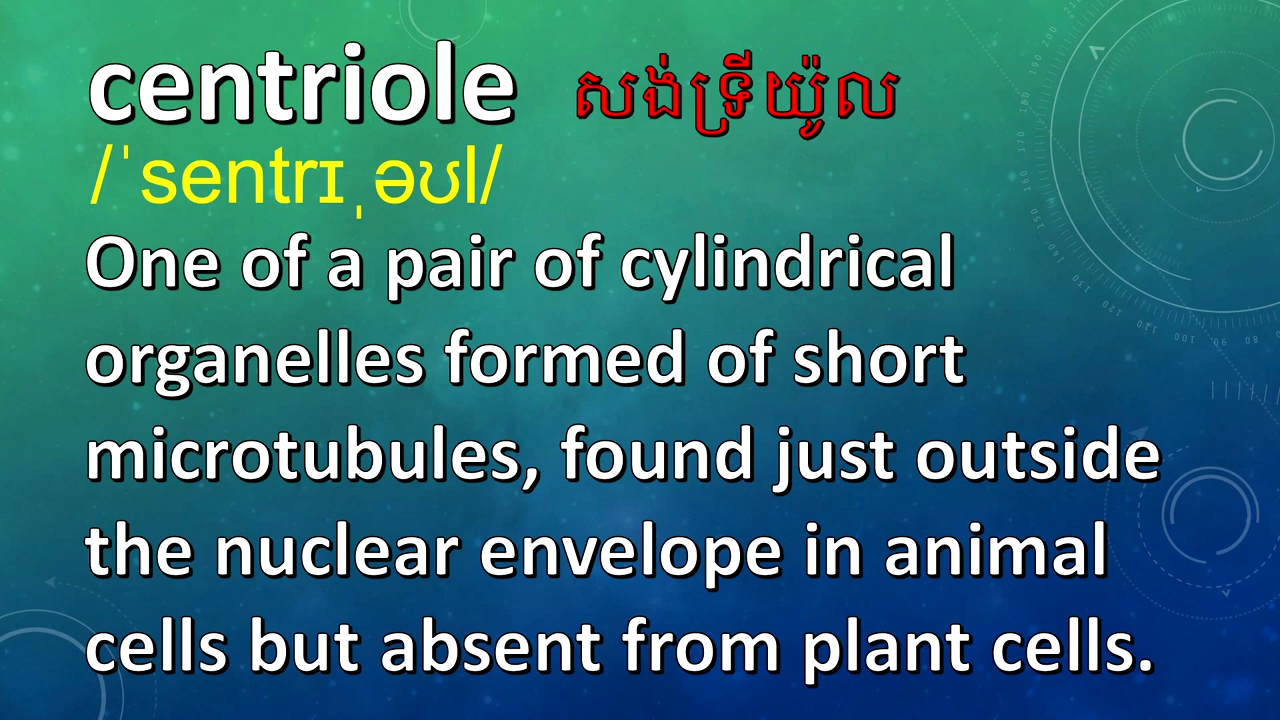 centriole សង់ទ្រីយ៉ូល
/ˈsentrɪˌəʊl/
One of a pair of cylindrical
organelles formed of short
microtubules, found just outside
the nuclear envelope in animal
cells but absent from plant cells.